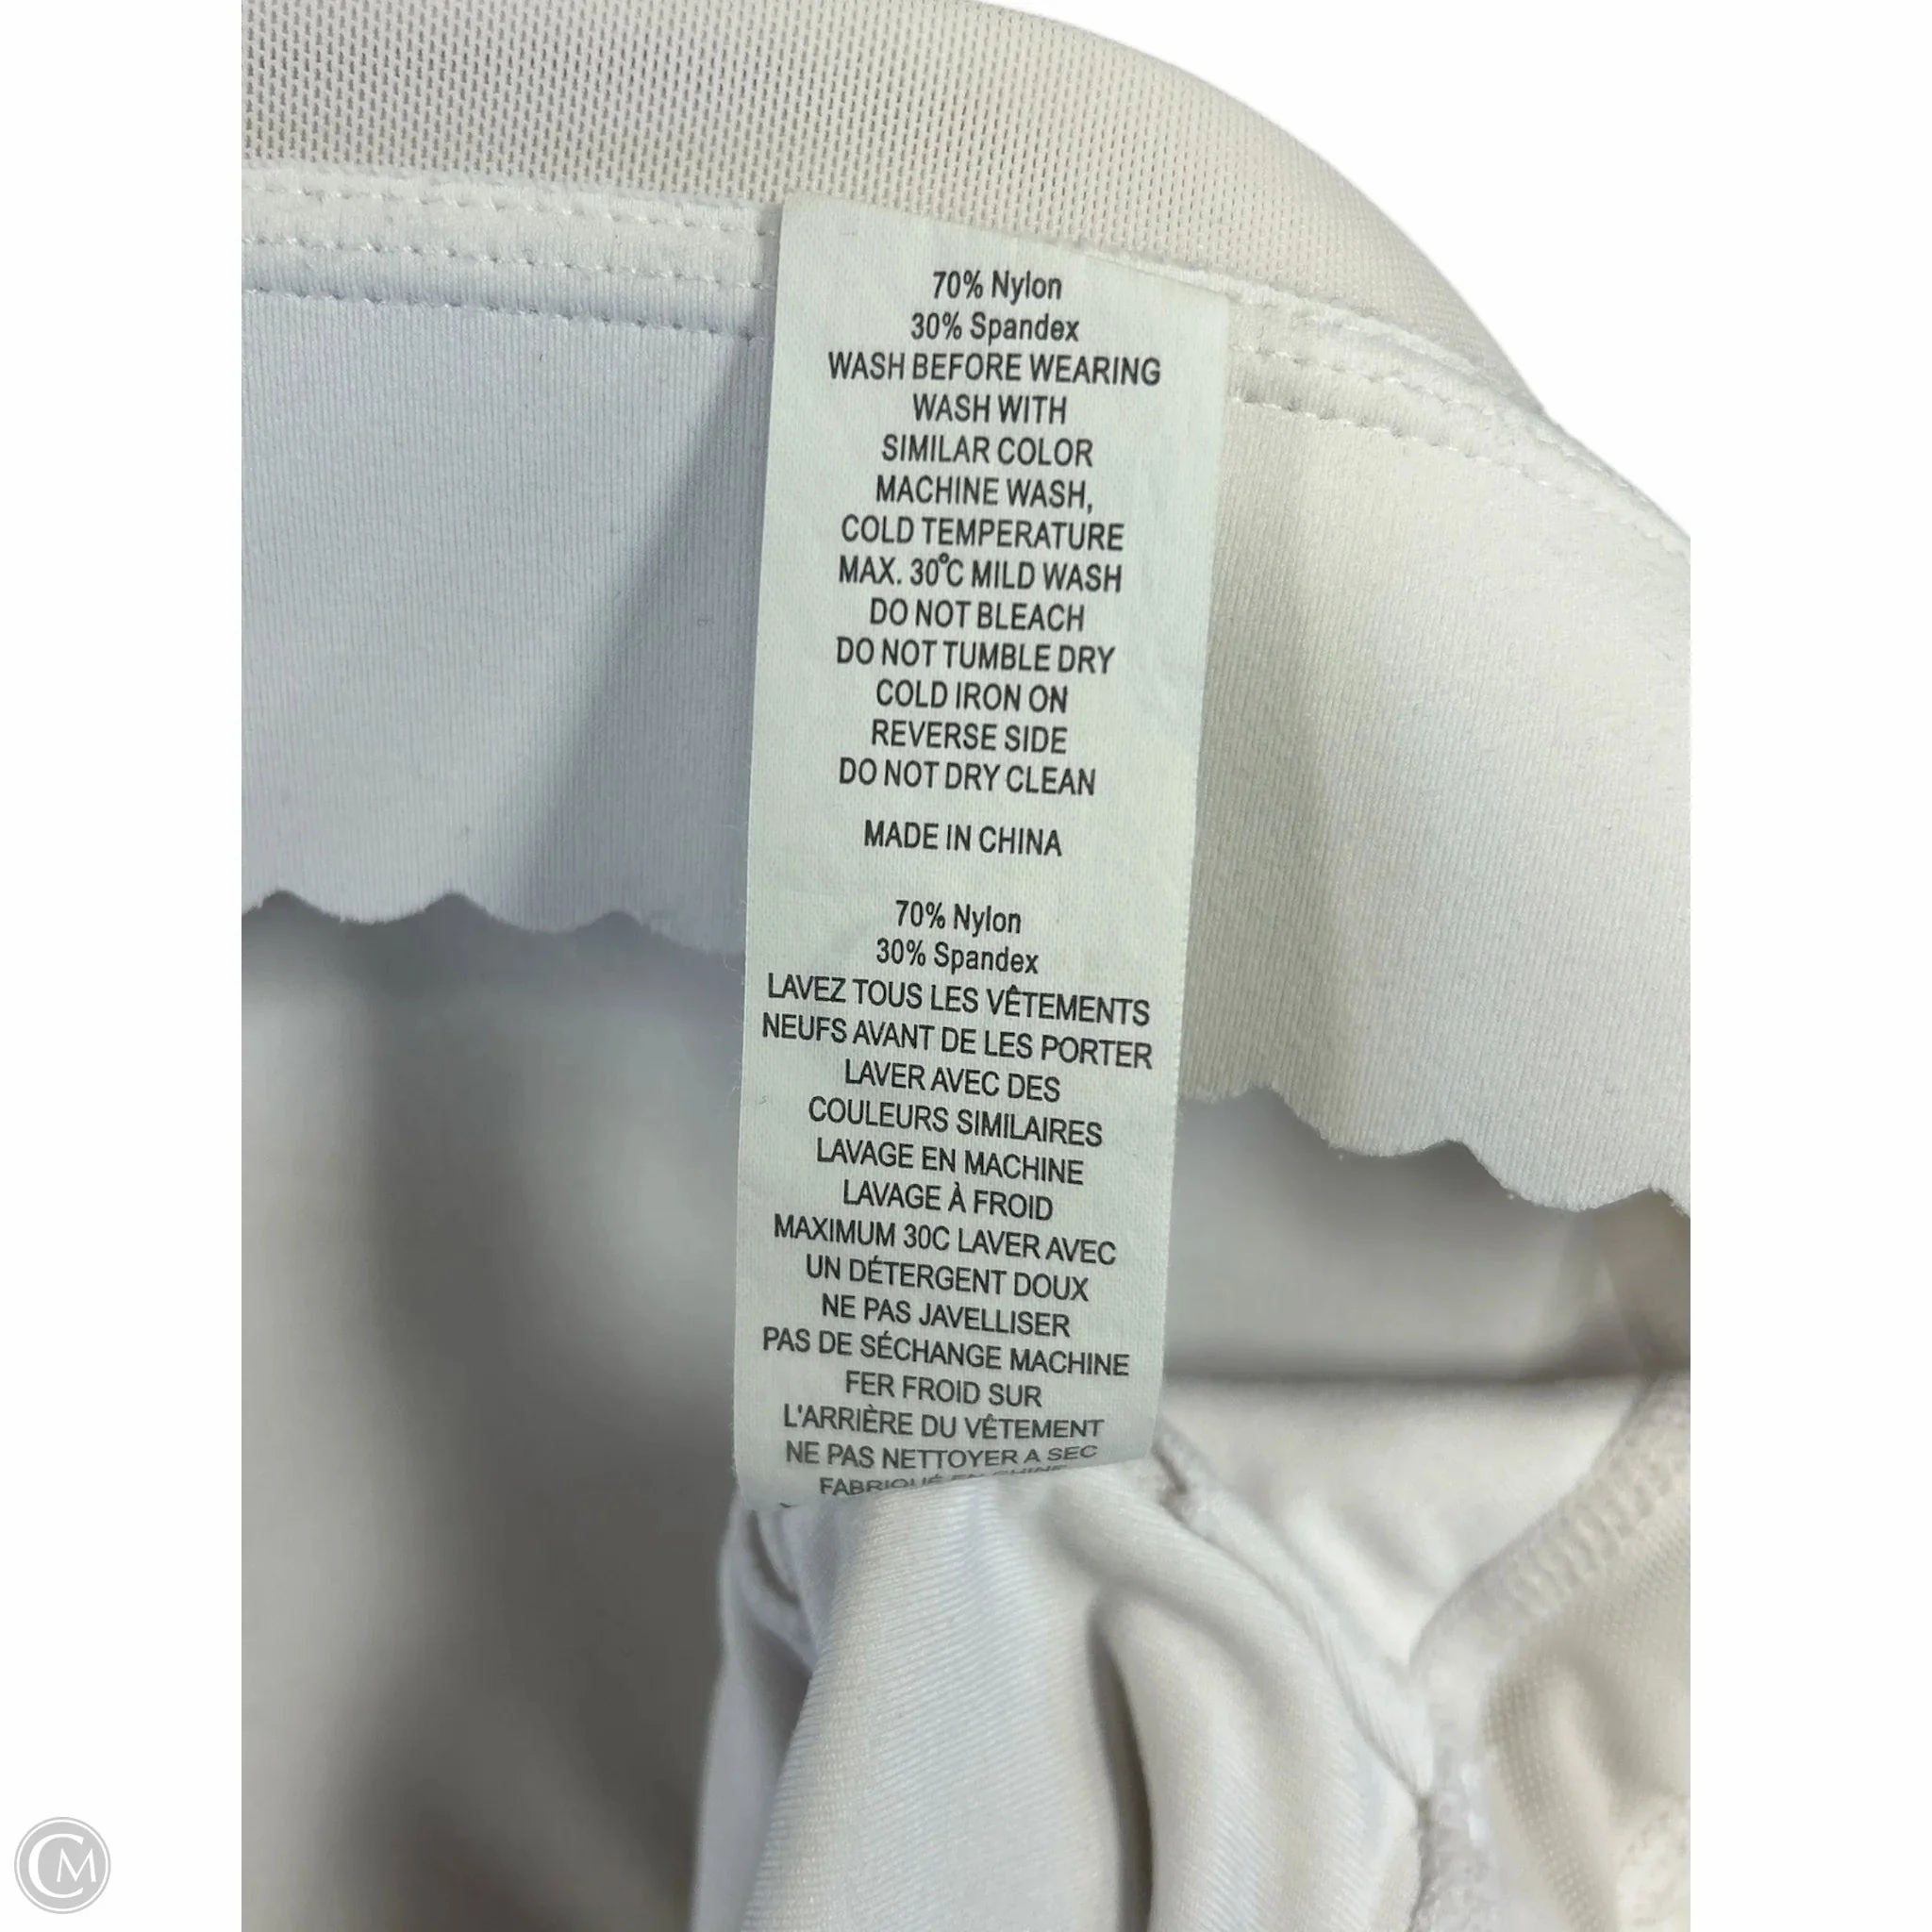 70% Nylon
30% Spandex
WASH BEFORE WEARING
WASH WITH
SIMILAR COLOR
MACHINE WASH,
COLD TEMPERATURE
MAX. 30°C MILD WASH
DO NOT BLEACH
DO NOT TUMBLE DRY
COLD IRON ON
REVERSE SIDE
DO NOT DRY CLEAN
MADE IN CHINA
70% Nylon
30% Spandex
LAVEZ TOUS LES VÊTEMENTS
NEUFS AVANT DE LES PORTER
LAVER AVEC DES
COULEURS SIMILAIRES
LAVAGE EN MACHINE
LAVAGE À FROID
MAXIMUM 30C LAVER AVEC
UN DÉTERGENT DOUX
NE PAS JAVELLISER
PAS DE SÉCHANGE MACHINE
FER FROID SUR
L'ARRIÈRE DU VÊTEMENT
NE PAS NETTOYER A SEC
FABRIQUÉ EN CHINE
CM